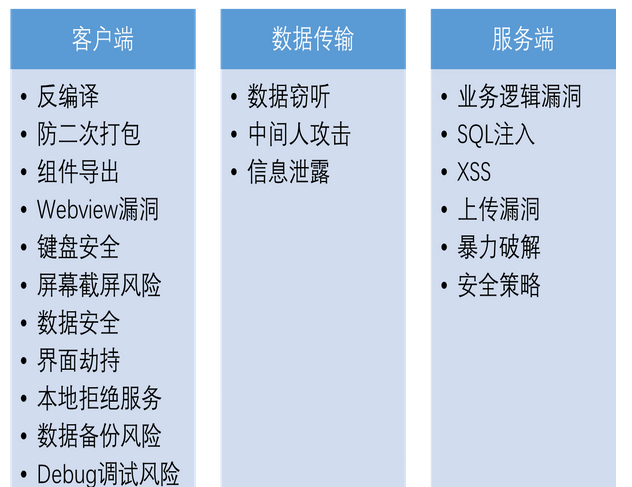 客户端
• 反编译
• 防二次打包
• 组件导出
• Webview漏洞
• 键盘安全
• 屏幕截屏风险
• 数据安全
• 界面劫持
• 本地拒绝服务
• 数据备份风险
• Debug调试风险
数据传输
• 数据窃听
• 中间人攻击
• 信息泄露
服务端
• 业务逻辑漏洞
• SQL注入
• XSS
• 上传漏洞
• 暴力破解
• 安全策略